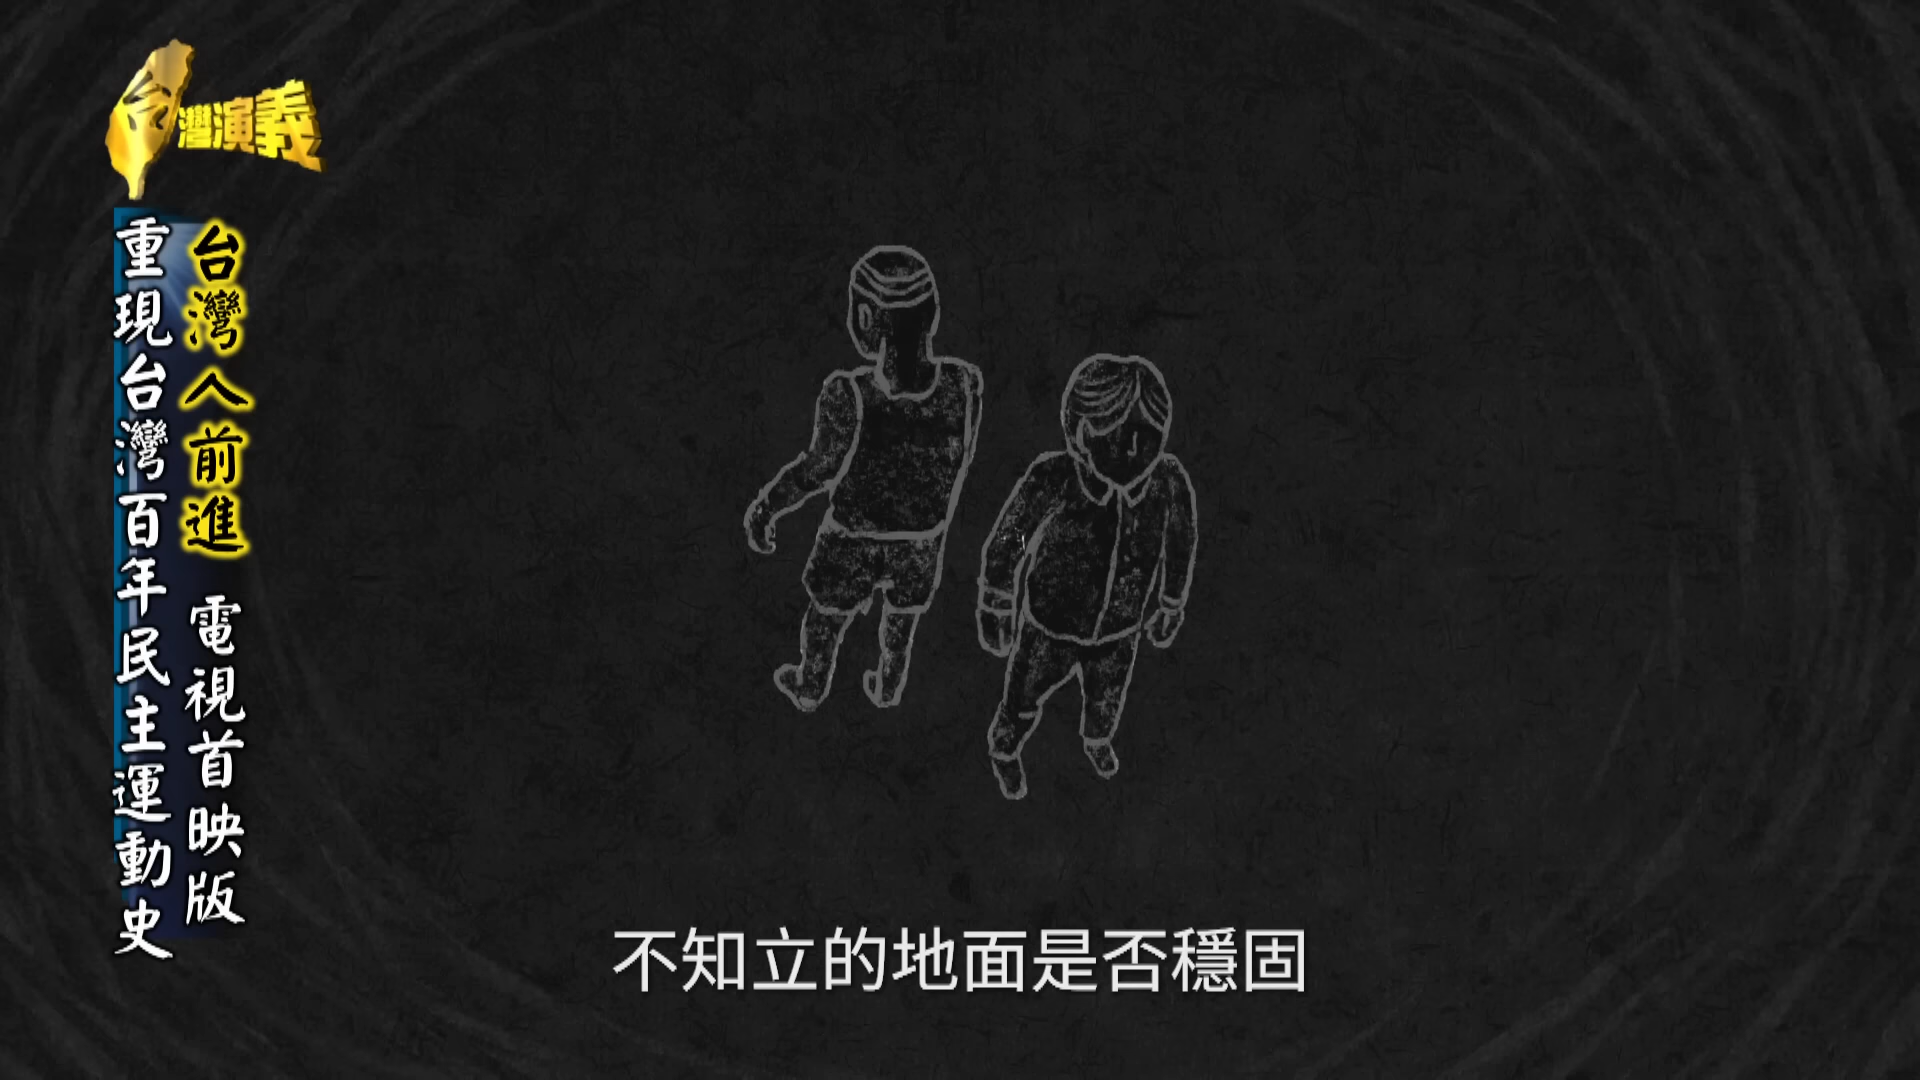 台灣演義
台灣人前進 電視首映版
重現台灣百年民主運動史
不知立的地面是否穩固